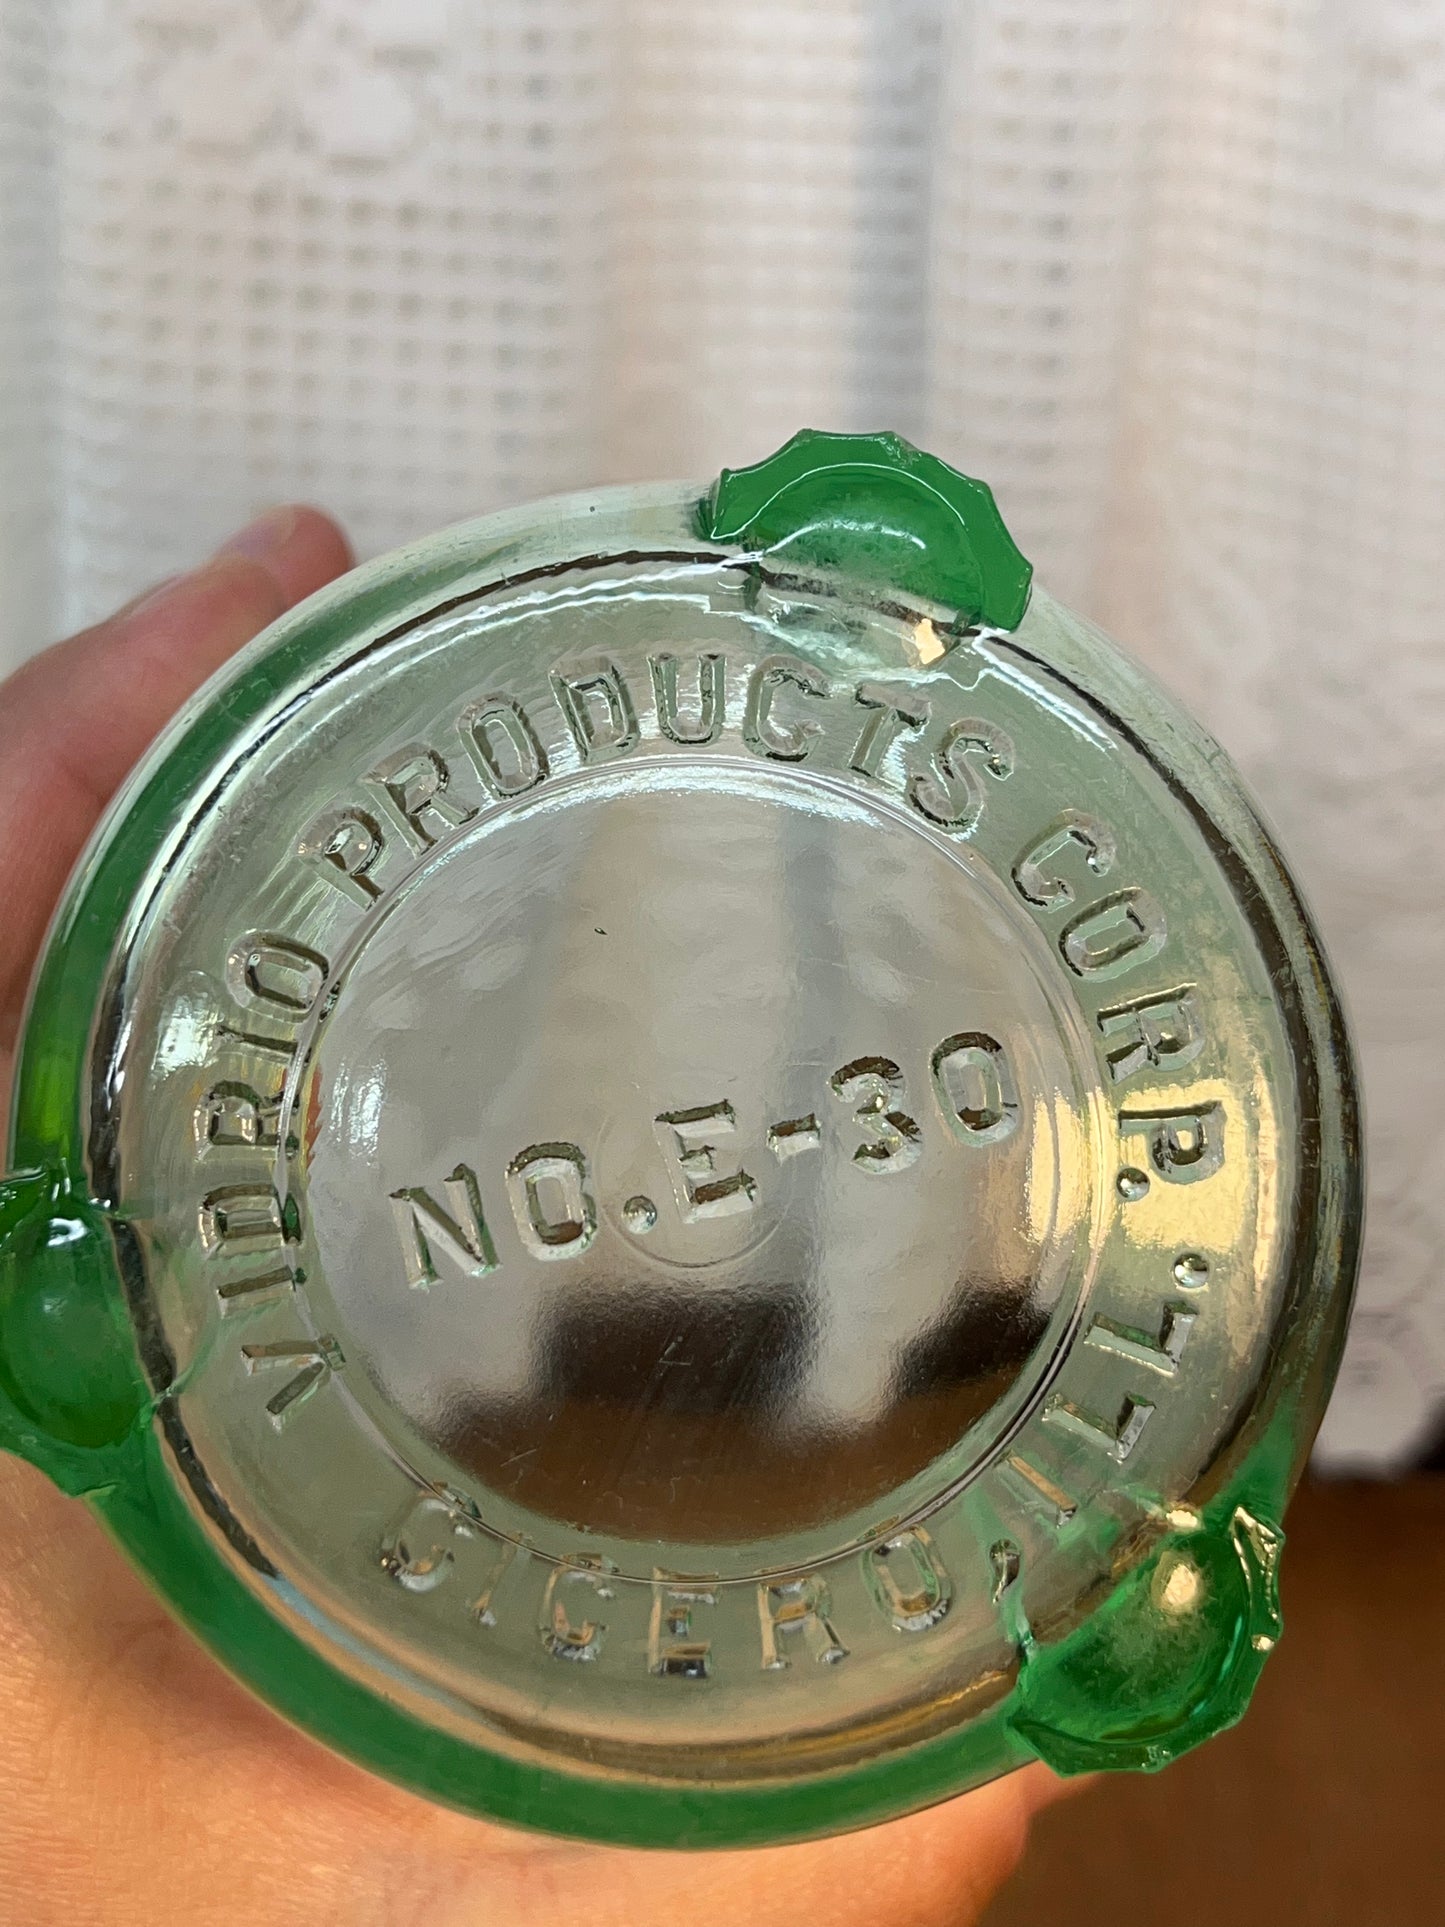 VIDRIO PRODUCTS CORP.
CICERO, ILL.
NO.E-30